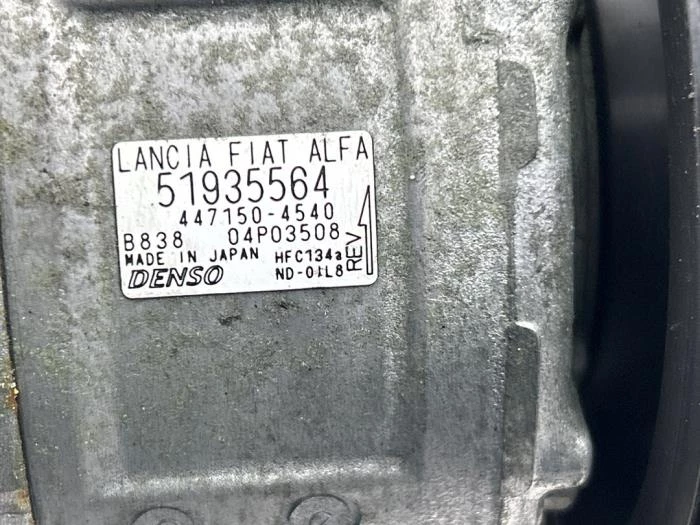 LANCIA FIAT ALFA
51935564
447150-4540
B838 04P03508
MADE IN JAPAN HFC134a
DENSO ND-OIL8
REV